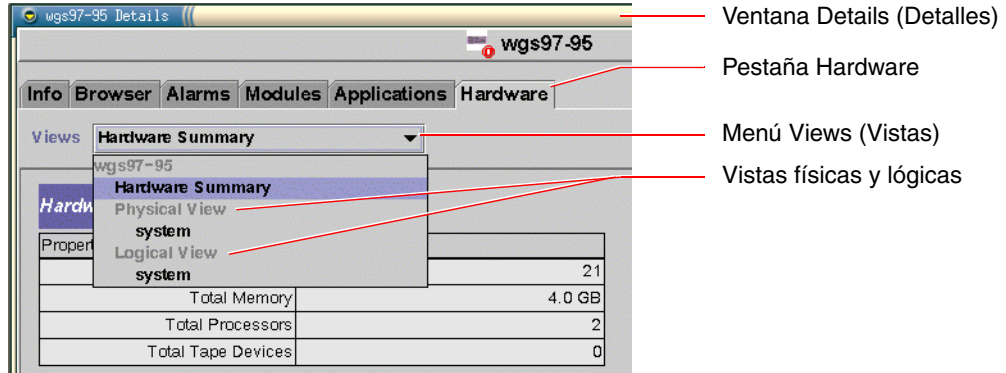 wgs97-95 Details
Ventana Details (Detalles)
wgs97-95
Pestaña Hardware
Info Browser Alarms Modules Applications Hardware
Views Hardware Summary
Menú Views (Vistas)
wgs97-95
Hardware Summary
Vistas físicas y lógicas
Hardw
Physical View
system
Propert
Logical View
system
21
Total Memory 4.0 GB
Total Processors 2
Total Tape Devices 0